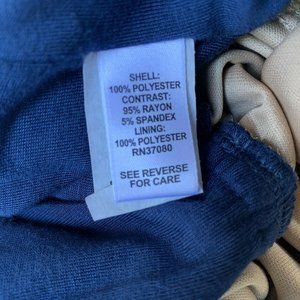 SHELL:
100% POLYESTER
CONTRAST:
95% RAYON
5% SPANDEX
LINING:
100% POLYESTER
RN37080
SEE REVERSE
FOR CARE